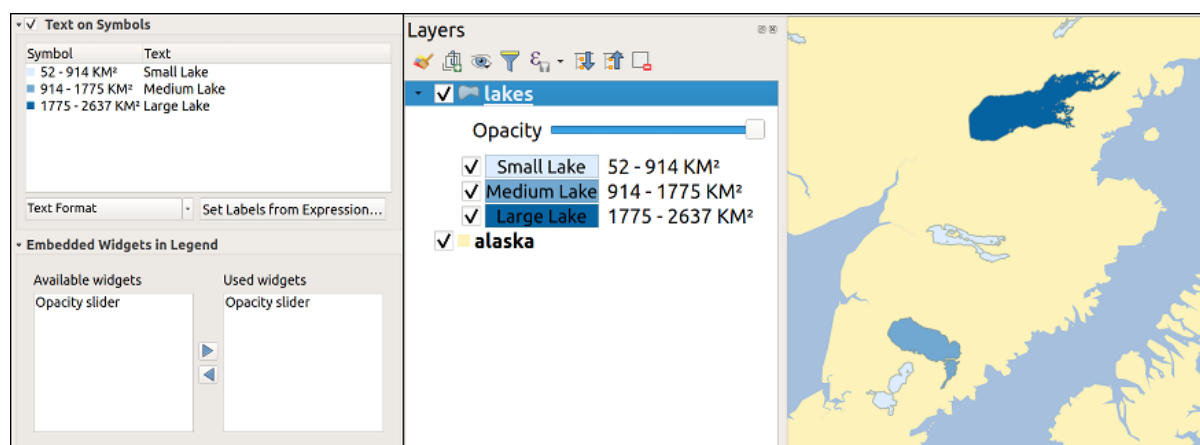 Text on Symbols
Symbol Text
52 - 914 KM² Small Lake
914 - 1775 KM² Medium Lake
1775 - 2637 KM² Large Lake
Text Format Set Labels from Expression...
Embedded Widgets in Legend
Available widgets Used widgets
Opacity slider Opacity slider
Layers
lakes
Opacity
Small Lake 52 - 914 KM²
Medium Lake 914 - 1775 KM²
Large Lake 1775 - 2637 KM²
alaska